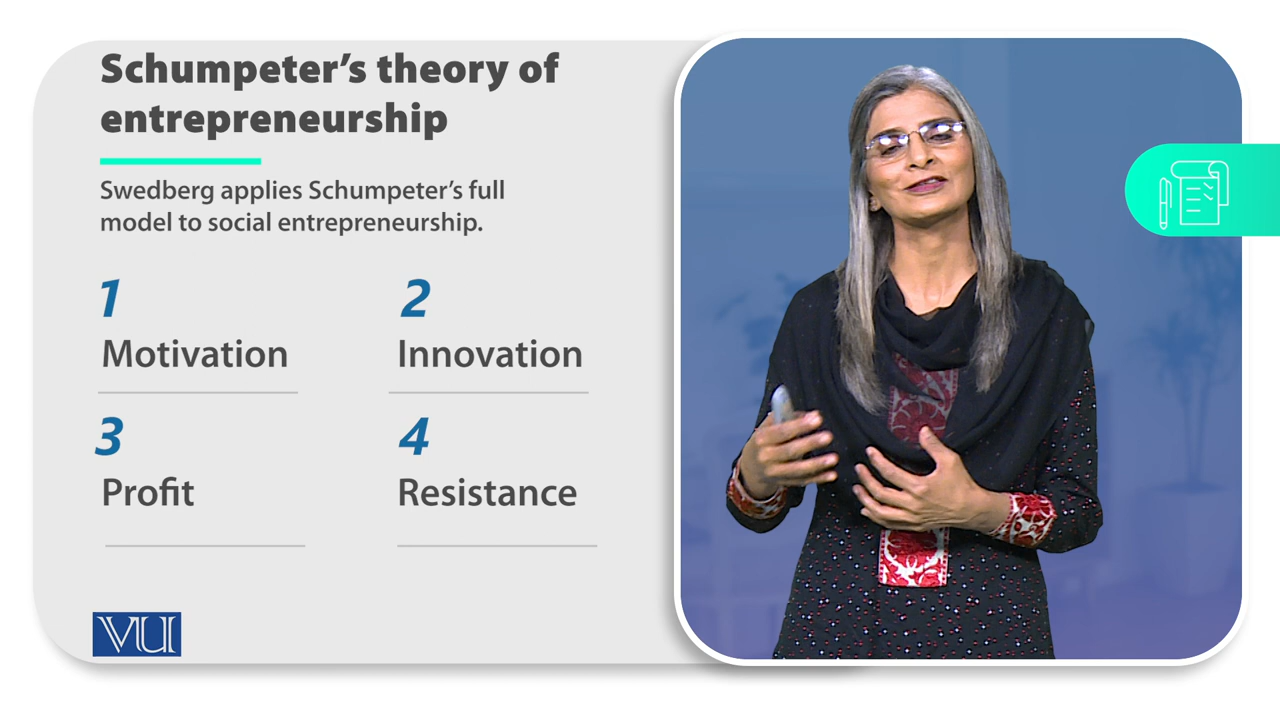 Schumpeter’s theory of
entrepreneurship
Swedberg applies Schumpeter’s full
model to social entrepreneurship.
1
Motivation
2
Innovation
3
Profit
4
Resistance
VU